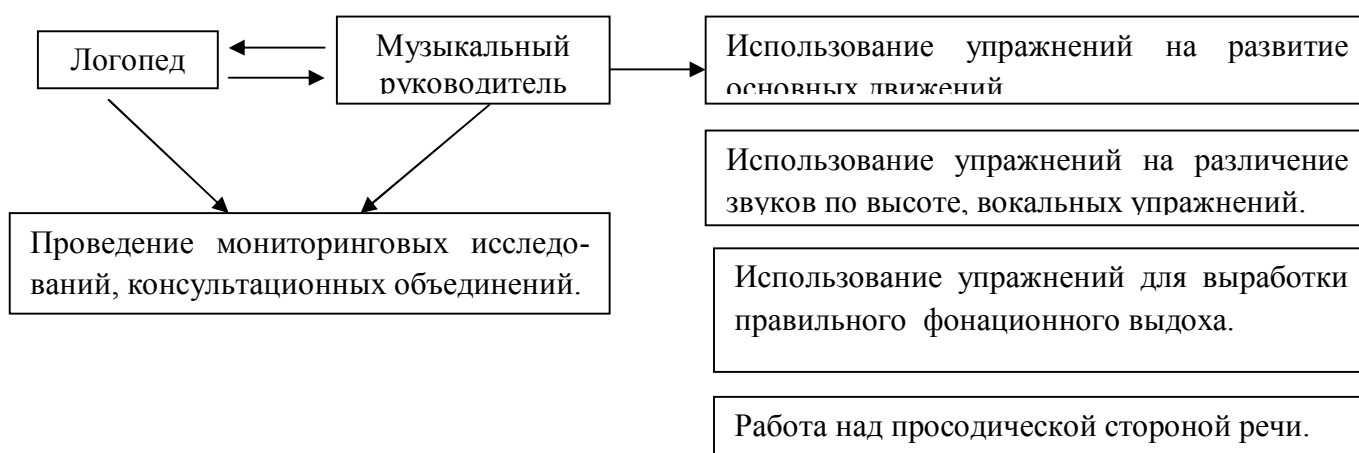 Логопед
Музыкальный
руководитель
Использование упражнений на развитие
основных движений
Использование упражнений на различение
звуков по высоте, вокальных упражнений.
Проведение мониторинговых исследо-
ваний, консультационных объединений.
Использование упражнений для выработки
правильного фонационного выдоха.
Работа над просодической стороной речи.